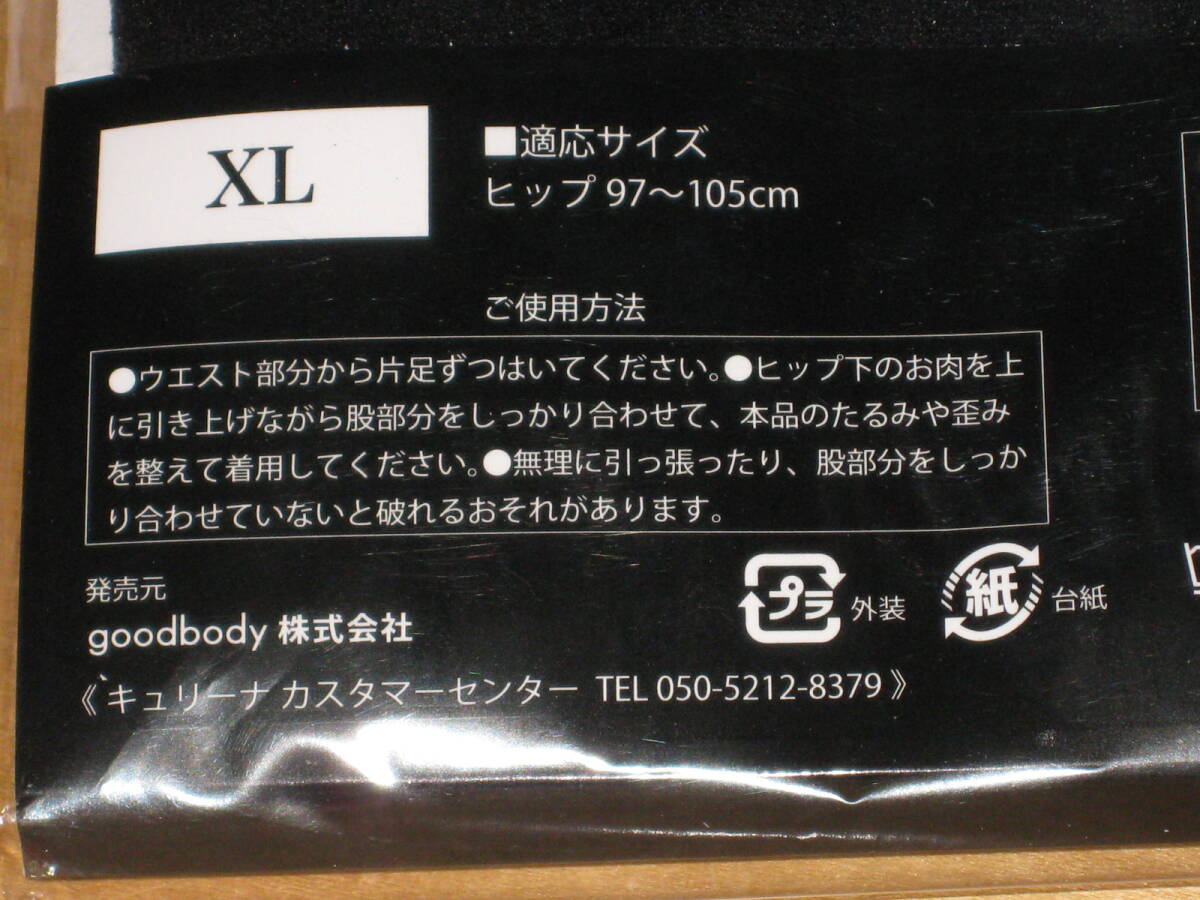 XL
■適応サイズ
ヒップ 97～105cm
ご使用方法
●ウエスト部分から片足ずつはいてください。●ヒップ下のお肉を上
に引き上げながら股部分をしっかり合わせて、本品のたるみや歪み
を整えて着用してください。●無理に引っ張ったり、股部分をしっか
り合わせていないと破れるおそれがあります。
発売元
goodbody 株式会社
プラ 外装
紙 台紙
《キュリーナ カスタマーセンター TEL 050-5212-8379》